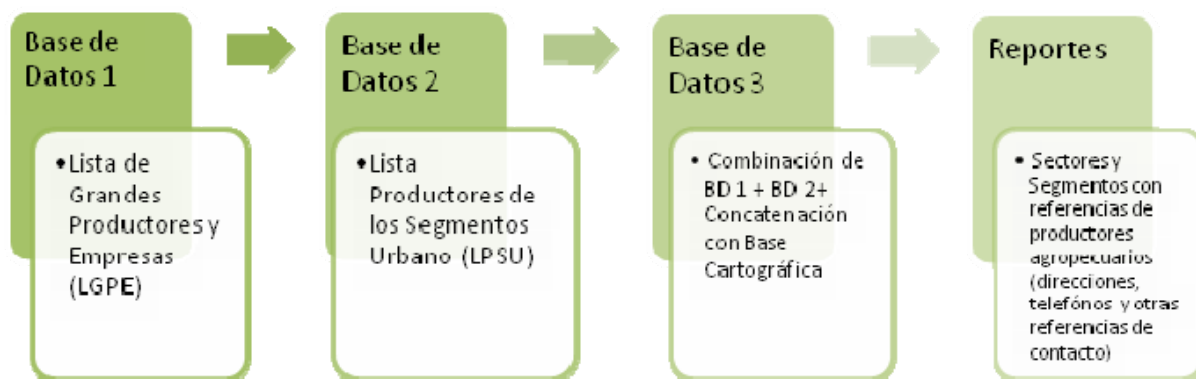 Base de
Datos 1
•Lista de
Grandes
Productores y
Empresas
(LGPE)
Base de
Datos 2
•Lista
Productores de
los Segmentos
Urbano (LPSU)
Base de
Datos 3
• Combinación de
BD 1 + BD 2+
Concatenación
con Base
Cartográfica
Reportes
• Sectores y
Segmentos con
referencias de
productores
agropecuarios
(direcciones,
telefónos y otras
referencias de
contacto)